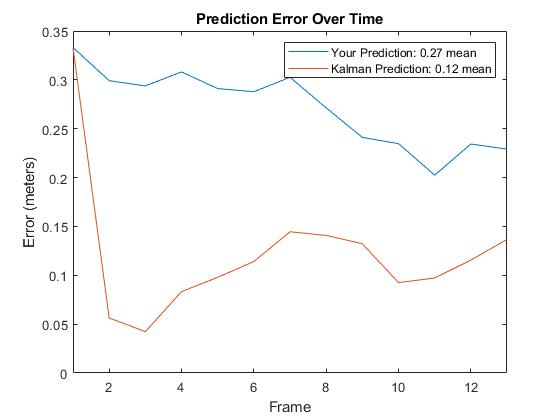 Prediction Error Over Time
Your Prediction: 0.27 mean
Kalman Prediction: 0.12 mean
Error (meters)
0.35
0.3
0.25
0.2
0.15
0.1
0.05
0
2 4 6 8 10 12
Frame